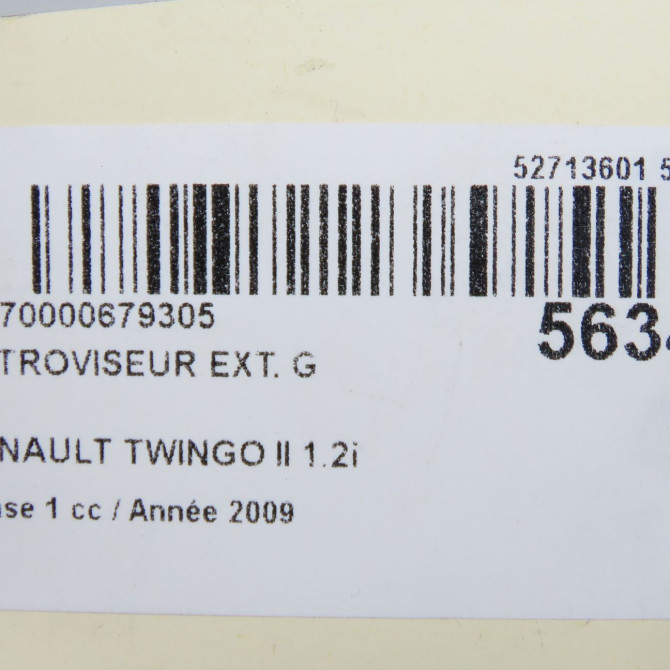 52713601 5
70000679305
563
TROVISEUR EXT. G
NAULT TWINGO II 1.2i
se 1 cc / Année 2009